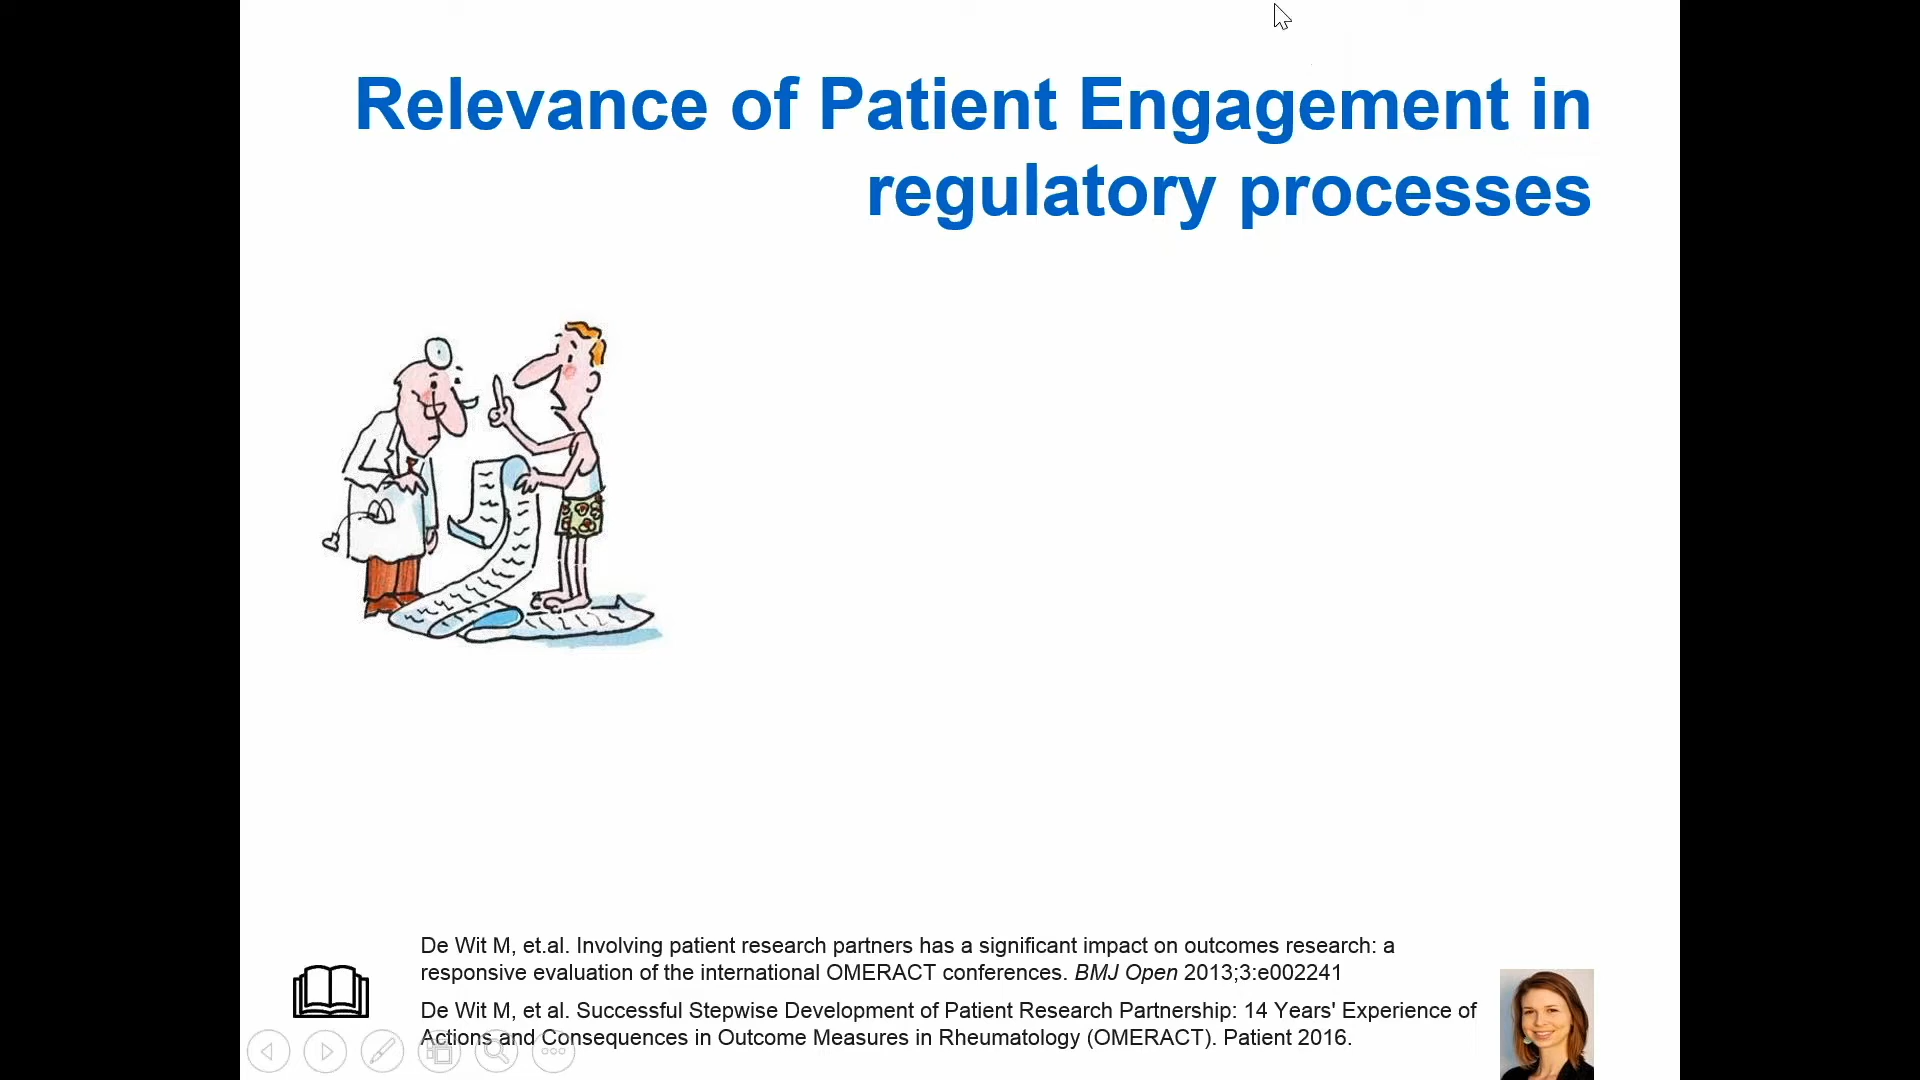 Relevance of Patient Engagement in
regulatory processes
De Wit M, et.al. Involving patient research partners has a significant impact on outcomes research: a
responsive evaluation of the international OMERACT conferences. BMJ Open 2013;3:e002241
De Wit M, et al. Successful Stepwise Development of Patient Research Partnership: 14 Years' Experience of
Actions and Consequences in Outcome Measures in Rheumatology (OMERACT). Patient 2016.